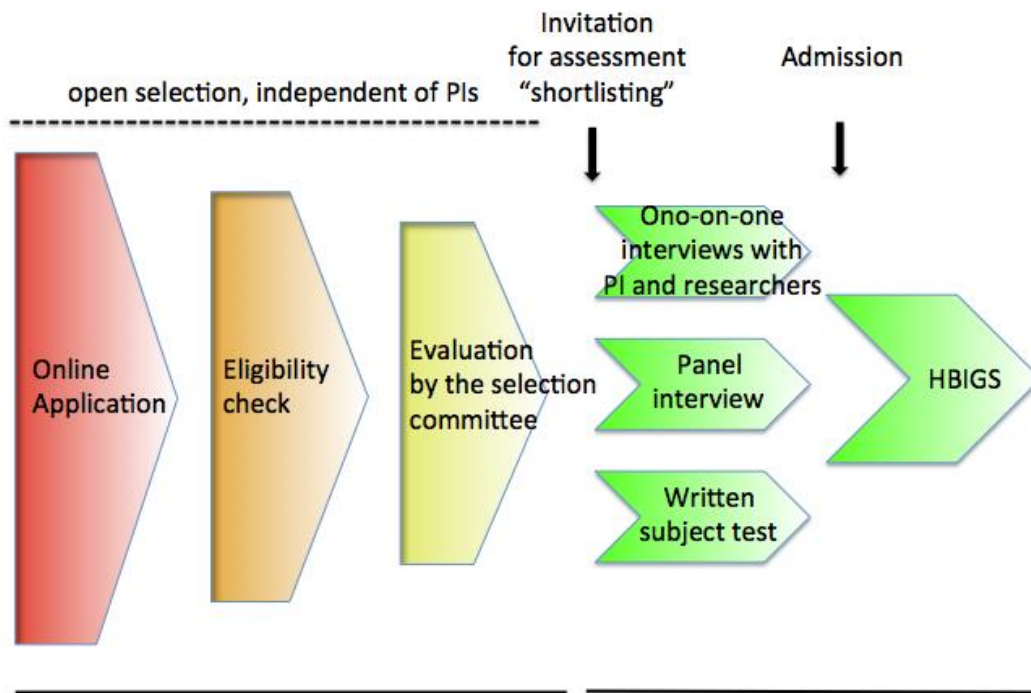 Invitation
for assessment
“shortlisting”
Admission
open selection, independent of PIs
Online
Application
Eligibility
check
Evaluation
by the selection
committee
Ono-on-one
interviews with
PI and researchers
Panel
interview
Written
subject test
HBIGS